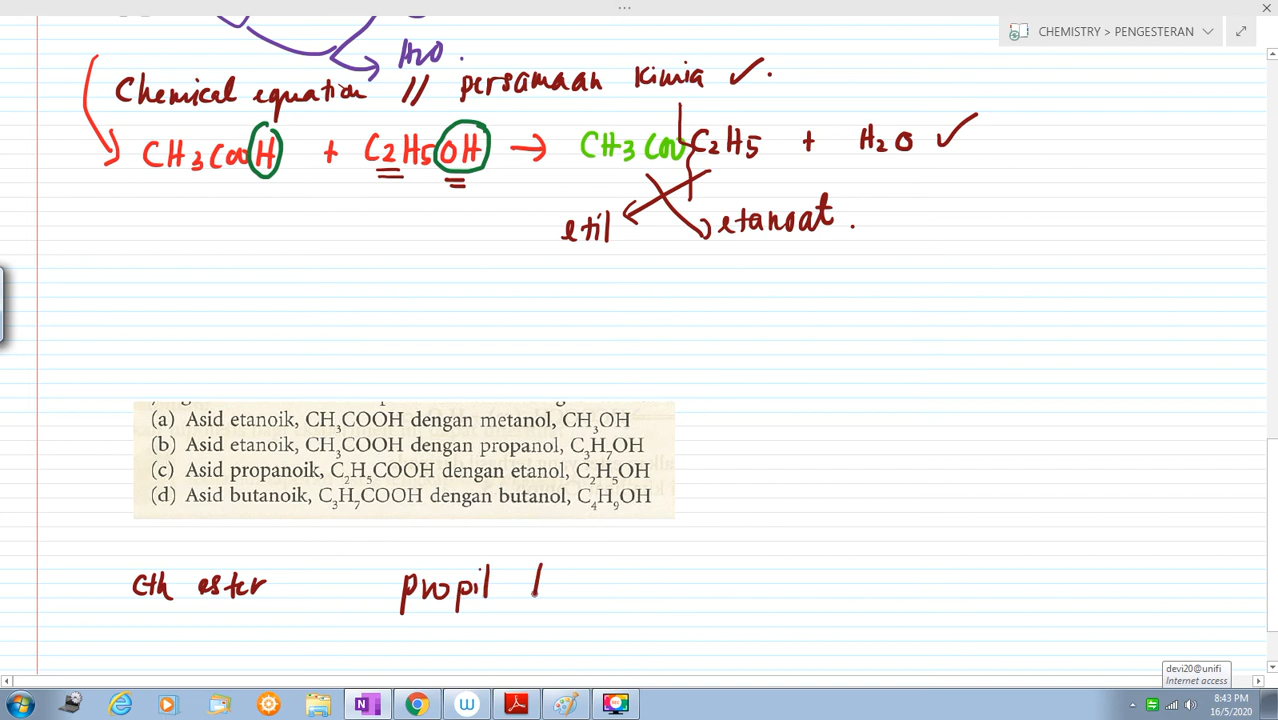 CHEMISTRY > PENGESTERAN
H2O.
Chemical equation // persamaan kimia ✓.
CH3COOH + C2H5OH → CH3COO C2H5 + H2O ✓
etil etanoat.
(a) Asid etanoik, CH3COOH dengan metanol, CH3OH
(b) Asid etanoik, CH3COOH dengan propanol, C3H7OH
(c) Asid propanoik, C2H5COOH dengan etanol, C2H5OH
(d) Asid butanoik, C3H7COOH dengan butanol, C4H9OH
Cth ester propil
devi20@unifi
Internet access
8:43 PM
16/5/2020